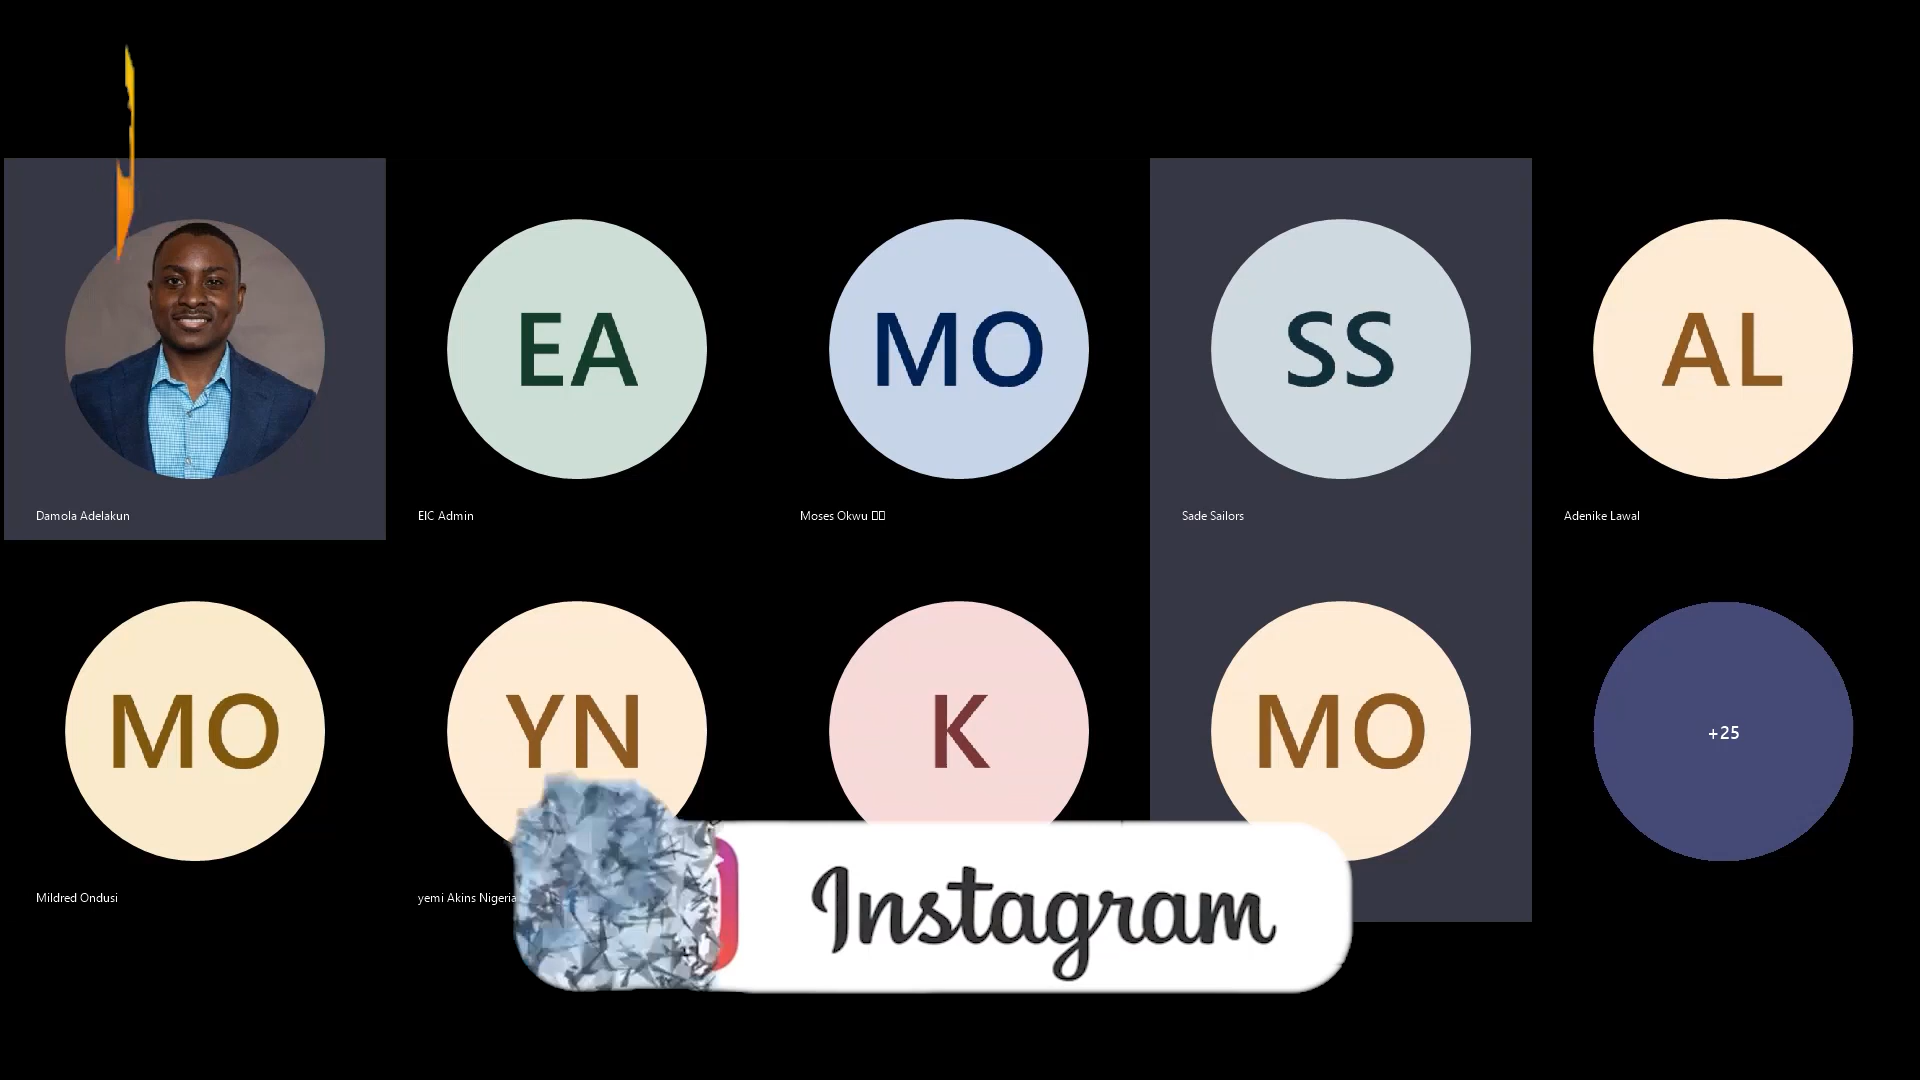 EA
MO
SS
AL
Damola Adelakun
EIC Admin
Moses Okwu
Sade Sailors
Adenike Lawal
MO
YN
K
MO
+25
Mildred Ondusi
yemi Akins Nigeria
Instagram